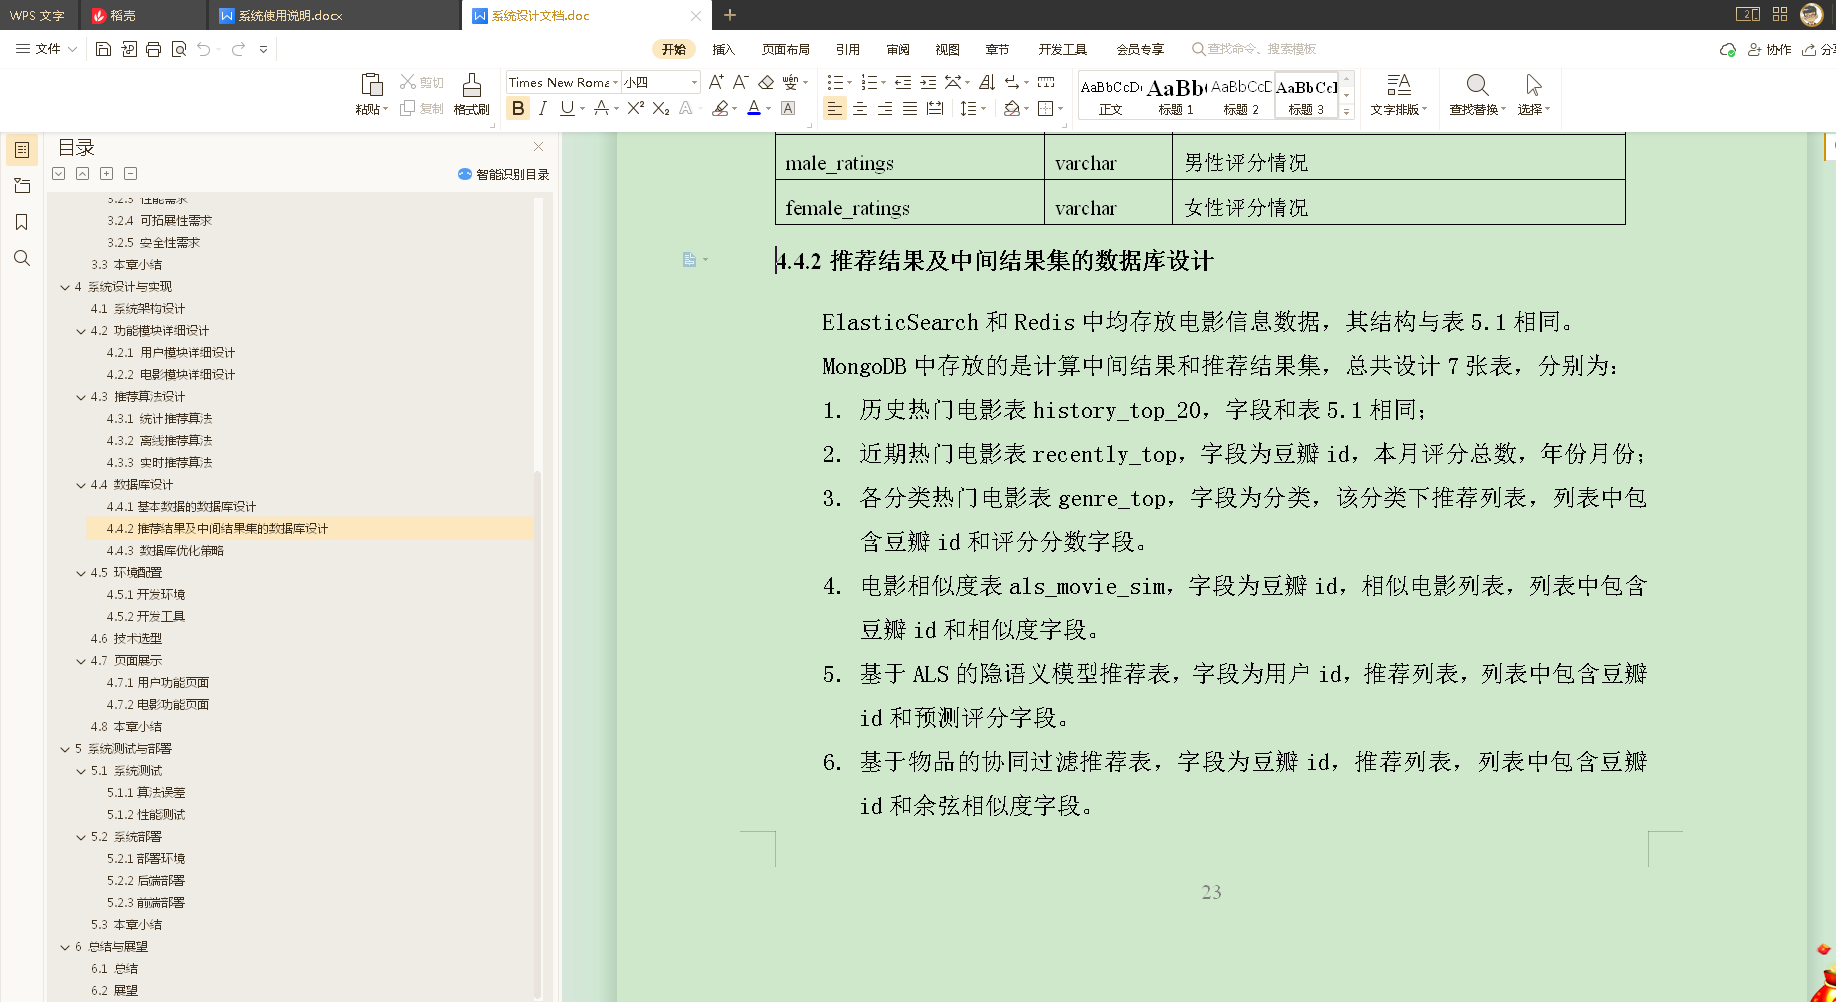 WPS 文字
稻壳
系统使用说明.docx
系统设计文档.doc
文件
开始
插入
页面布局
引用
审阅
视图
章节
开发工具
会员专享
查找命令、搜索模板
协作
粘贴
剪切
复制
格式刷
Times New Roma
小四
AaBbCcDd
正文
AaBb
标题 1
AaBbCcD
标题 2
AaBbCcI
标题 3
文字排版
查找替换
选择
目录
智能识别目录
3.2.3 性能需求
3.2.4 可拓展性需求
3.2.5 安全性需求
3.3 本章小结
4 系统设计与实现
4.1 系统架构设计
4.2 功能模块详细设计
4.2.1 用户模块详细设计
4.2.2 电影模块详细设计
4.3 推荐算法设计
4.3.1 统计推荐算法
4.3.2 离线推荐算法
4.3.3 实时推荐算法
4.4 数据库设计
4.4.1 基本数据的数据库设计
4.4.2 推荐结果及中间结果集的数据库设计
4.4.3 数据库优化策略
4.5 环境配置
4.5.1 开发环境
4.5.2 开发工具
4.6 技术选型
4.7 页面展示
4.7.1 用户功能页面
4.7.2 电影功能页面
4.8 本章小结
5 系统测试与部署
5.1 系统测试
5.1.1 算法误差
5.1.2 性能测试
5.2 系统部署
5.2.1 部署环境
5.2.2 后端部署
5.2.3 前端部署
5.3 本章小结
6 总结与展望
6.1 总结
6.2 展望
male_ratings varchar 男性评分情况
female_ratings varchar 女性评分情况
4.4.2 推荐结果及中间结果集的数据库设计
ElasticSearch 和 Redis 中均存放电影信息数据，其结构与表 5.1 相同。
MongoDB 中存放的是计算中间结果和推荐结果集，总共设计 7 张表，分别为：
1. 历史热门电影表 history_top_20，字段和表 5.1 相同；
2. 近期热门电影表 recently_top，字段为豆瓣 id，本月评分总数，年份月份；
3. 各分类热门电影表 genre_top，字段为分类，该分类下推荐列表，列表中包
含豆瓣 id 和评分分数字段。
4. 电影相似度表 als_movie_sim，字段为豆瓣 id，相似电影列表，列表中包含
豆瓣 id 和相似度字段。
5. 基于 ALS 的隐语义模型推荐表，字段为用户 id，推荐列表，列表中包含豆瓣
id 和预测评分字段。
6. 基于物品的协同过滤推荐表，字段为豆瓣 id，推荐列表，列表中包含豆瓣
id 和余弦相似度字段。
23